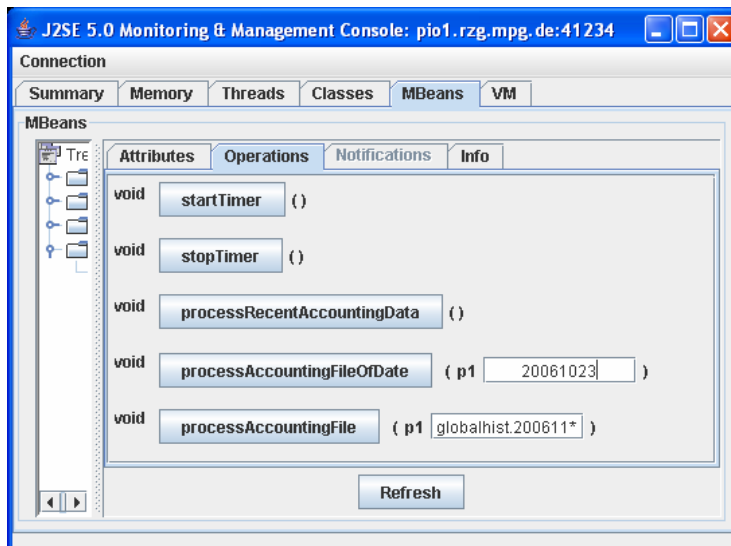 J2SE 5.0 Monitoring & Management Console: pio1.rzg.mpg.de:41234
Connection
Summary Memory Threads Classes MBeans VM
MBeans
Tre
Attributes Operations Notifications Info
void startTimer ( )
void stopTimer ( )
void processRecentAccountingData ( )
void processAccountingFileOfDate ( p1 20061023 )
void processAccountingFile ( p1 globalhist.200611* )
Refresh